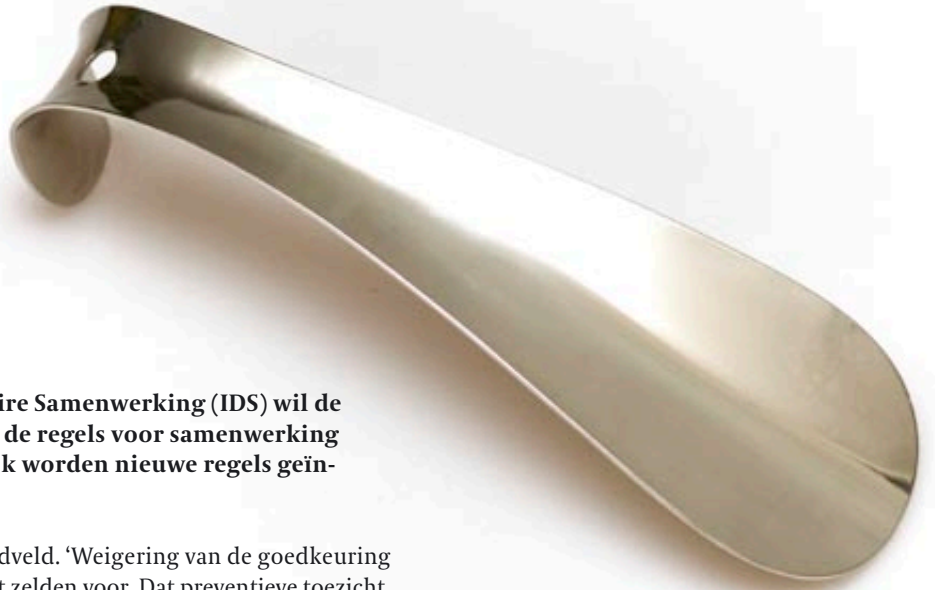 ire Samenwerking (IDS) wil de
de regels voor samenwerking
k worden nieuwe regels geïn-
dveld. ‘Weigering van de goedkeuring
t zelden voor. Dat preventieve toezicht